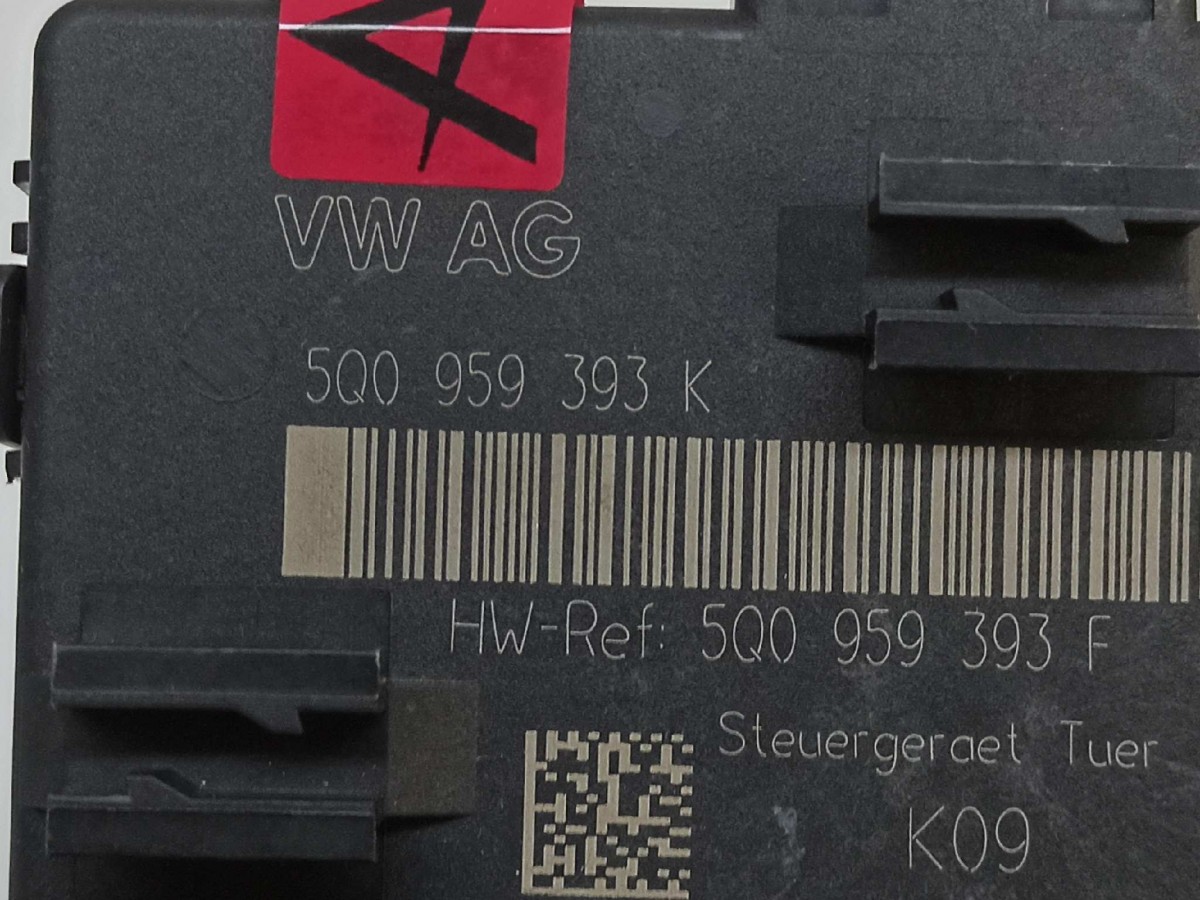 VW AG
5Q0 959 393 K
HW-Ref: 5Q0 959 393 F
Steuergeraet Tuer
K09